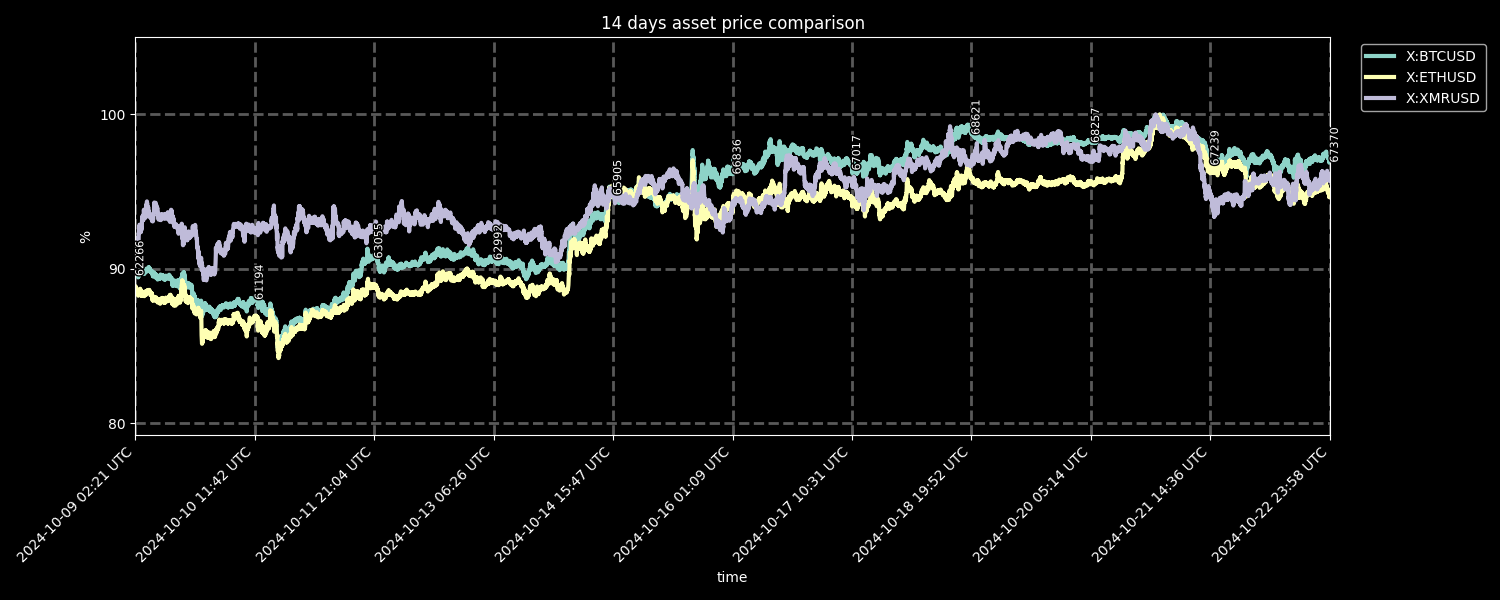 14 days asset price comparison
X:BTCUSD
X:ETHUSD
X:XMRUSD
100
90
80
%
62266
61194
63055
62992
65905
66836
67017
68621
68257
67239
67370
2024-10-09 02:21 UTC
2024-10-10 11:42 UTC
2024-10-11 21:04 UTC
2024-10-13 06:26 UTC
2024-10-14 15:47 UTC
2024-10-16 01:09 UTC
2024-10-17 10:31 UTC
2024-10-18 19:52 UTC
2024-10-20 05:14 UTC
2024-10-21 14:36 UTC
2024-10-22 23:58 UTC
time